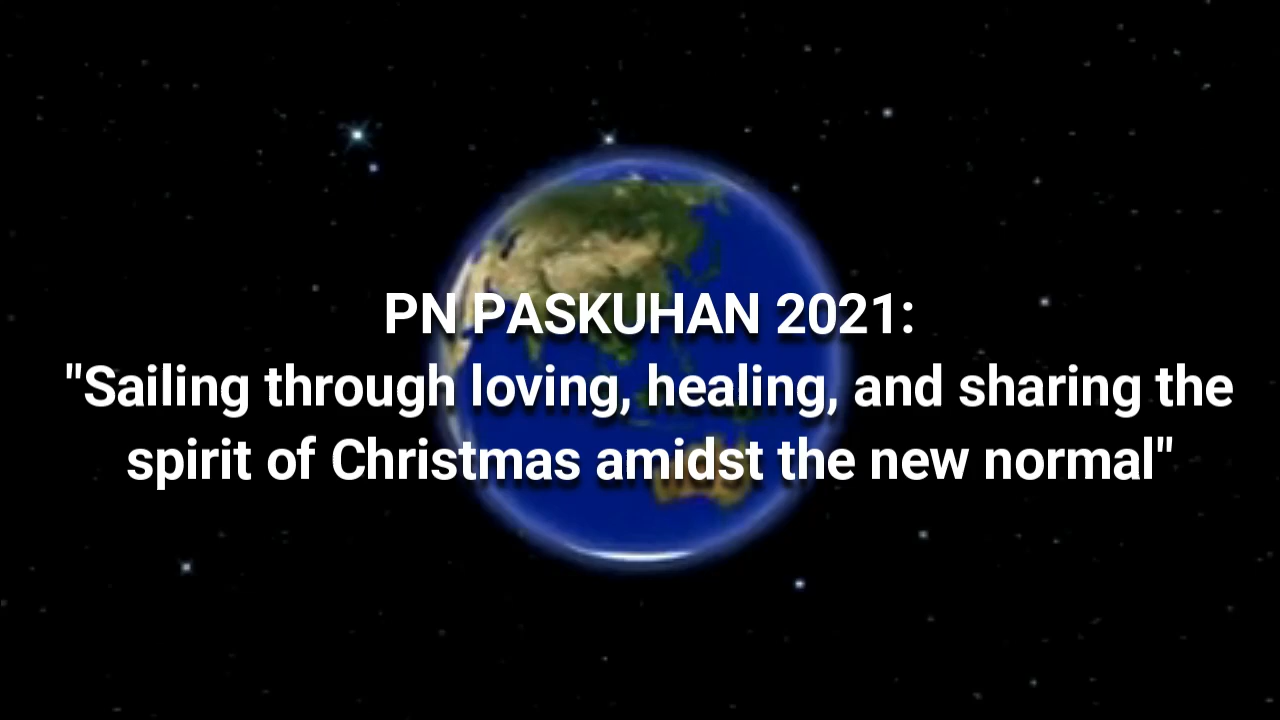 PN PASKUHAN 2021:
"Sailing through loving, healing, and sharing the
spirit of Christmas amidst the new normal"